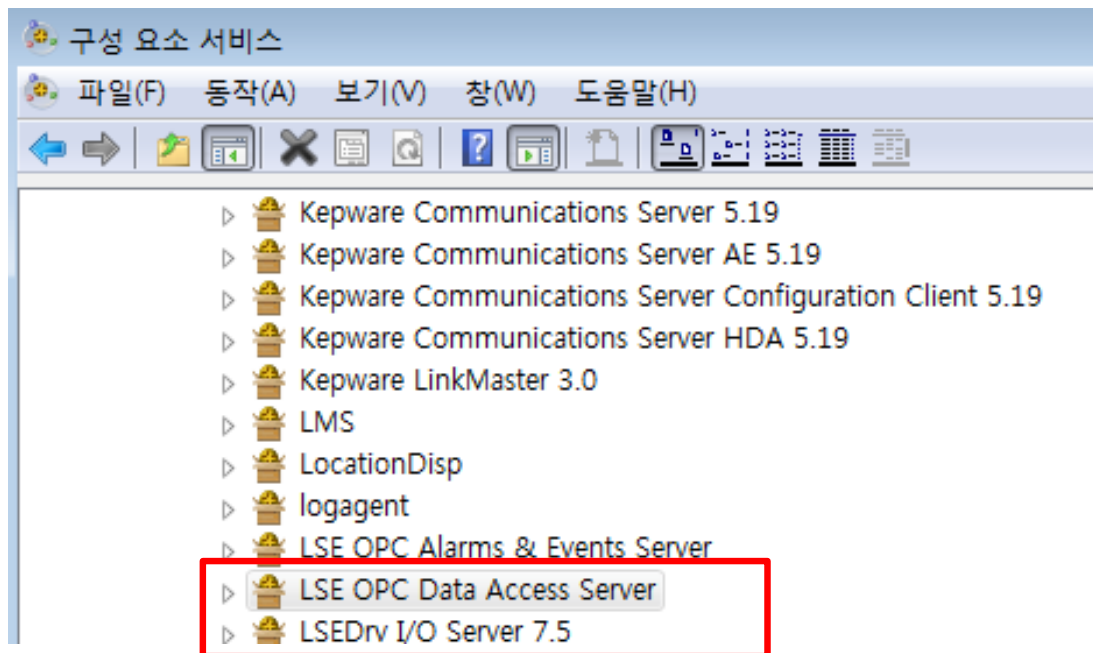 구성 요소 서비스
파일(F) 동작(A) 보기(V) 창(W) 도움말(H)
Kepware Communications Server 5.19
Kepware Communications Server AE 5.19
Kepware Communications Server Configuration Client 5.19
Kepware Communications Server HDA 5.19
Kepware LinkMaster 3.0
LMS
LocationDisp
logagent
LSE OPC Alarms & Events Server
LSE OPC Data Access Server
LSEDrv I/O Server 7.5